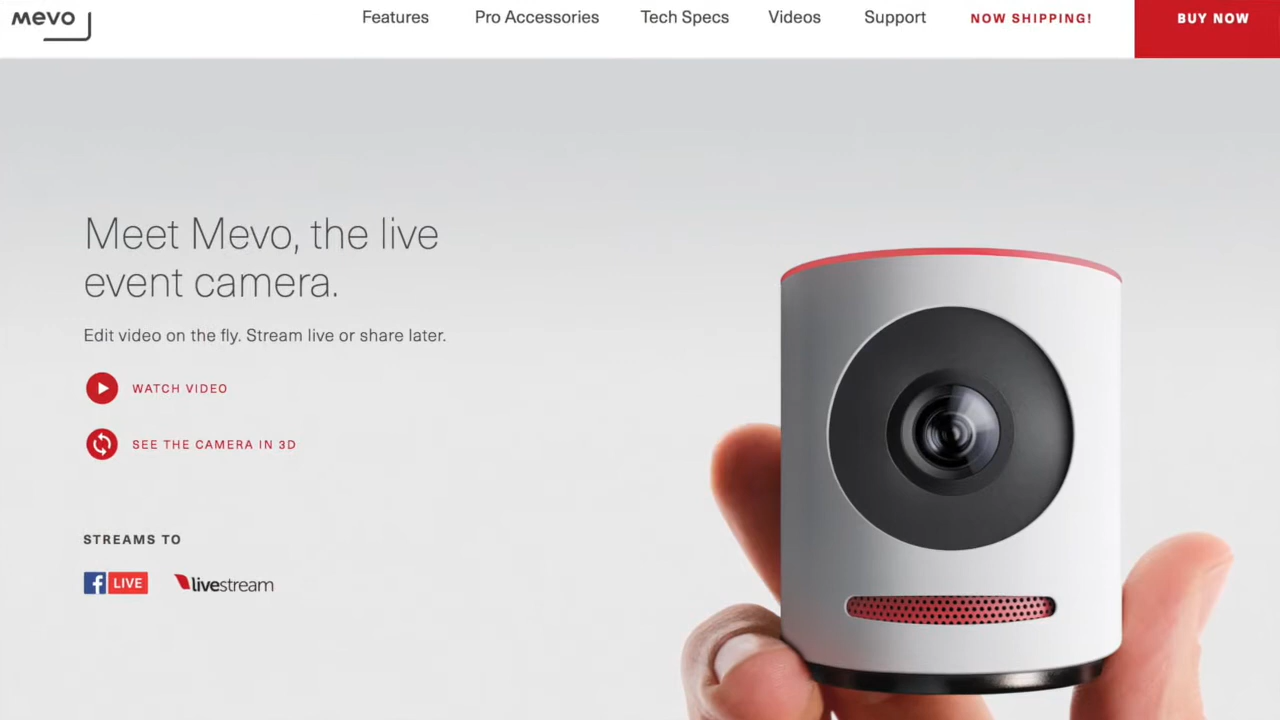 mevo
Features
Pro Accessories
Tech Specs
Videos
Support
NOW SHIPPING!
BUY NOW
Meet Mevo, the live
event camera.
Edit video on the fly. Stream live or share later.
WATCH VIDEO
SEE THE CAMERA IN 3D
STREAMS TO
f LIVE
livestream